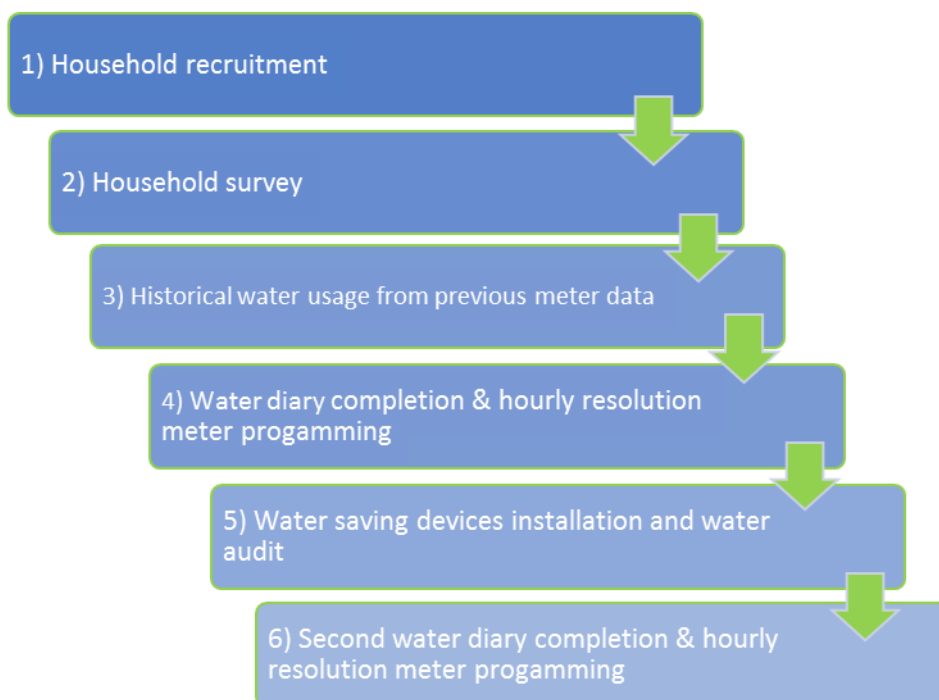 1) Household recruitment
2) Household survey
3) Historical water usage from previous meter data
4) Water diary completion & hourly resolution
meter progamming
5) Water saving devices installation and water
audit
6) Second water diary completion & hourly
resolution meter progamming